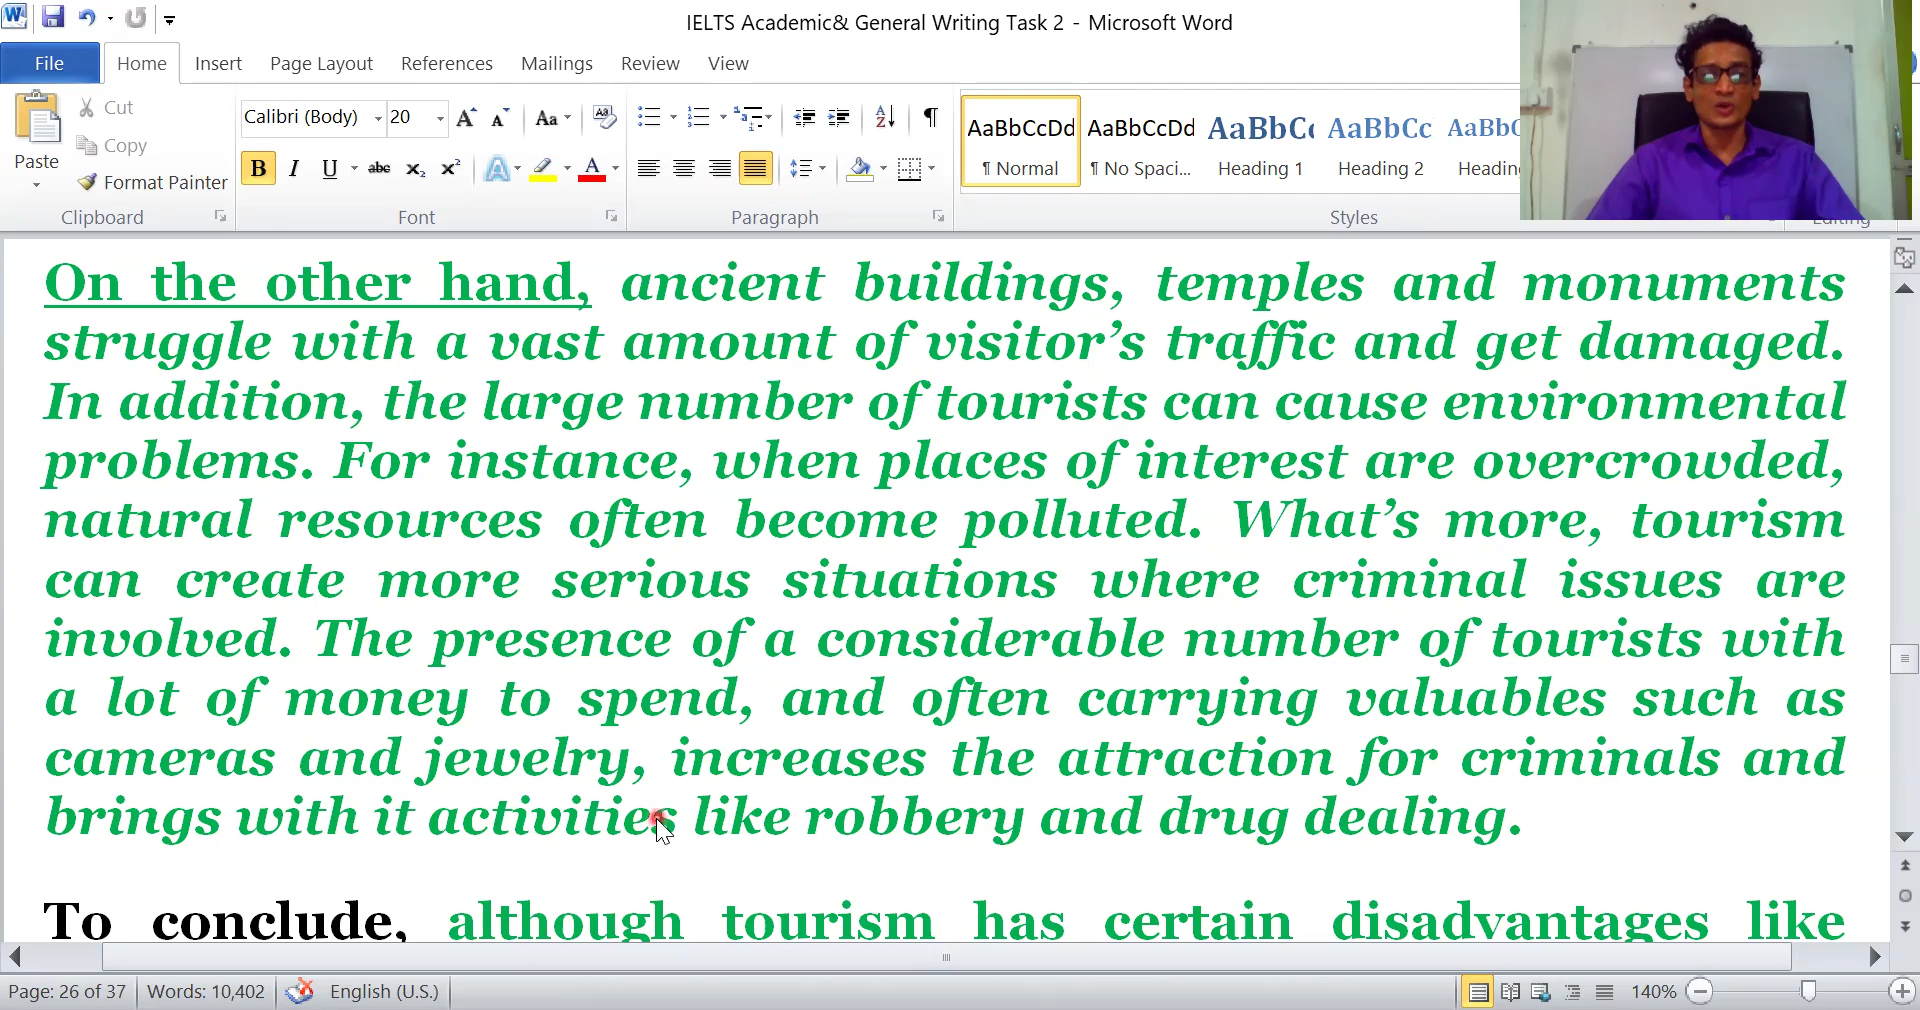 IELTS Academic& General Writing Task 2 - Microsoft Word
File Home Insert Page Layout References Mailings Review View
Cut
Copy
Format Painter
Paste
Calibri (Body) 20
AaBbCcDd AaBbCcDd AaBbCc AaBbCc AaBbC
¶ Normal ¶ No Spaci... Heading 1 Heading 2 Heading
Clipboard Font Paragraph Styles Editing
On the other hand, ancient buildings, temples and monuments
struggle with a vast amount of visitor’s traffic and get damaged.
In addition, the large number of tourists can cause environmental
problems. For instance, when places of interest are overcrowded,
natural resources often become polluted. What’s more, tourism
can create more serious situations where criminal issues are
involved. The presence of a considerable number of tourists with
a lot of money to spend, and often carrying valuables such as
cameras and jewelry, increases the attraction for criminals and
brings with it activities like robbery and drug dealing.
To conclude, although tourism has certain disadvantages like
Page: 26 of 37 Words: 10,402 English (U.S.) 140%